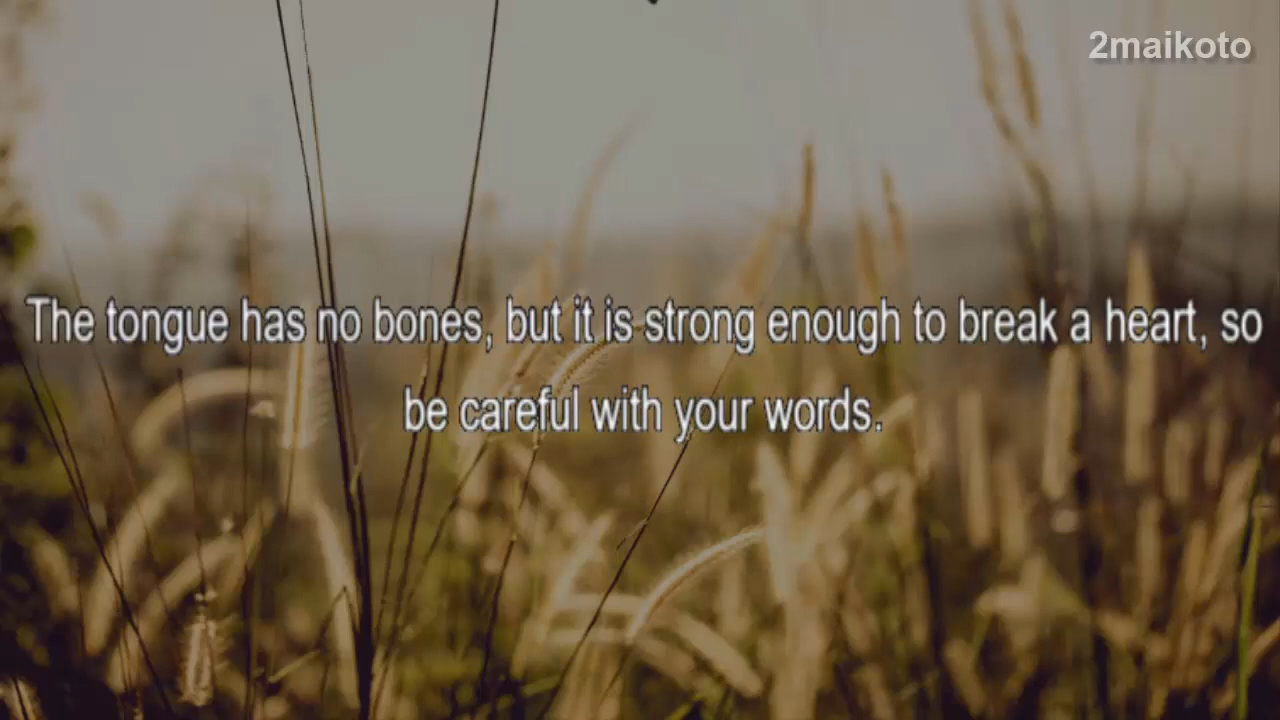 2maikoto
The tongue has no bones, but it is strong enough to break a heart, so
be careful with your words.